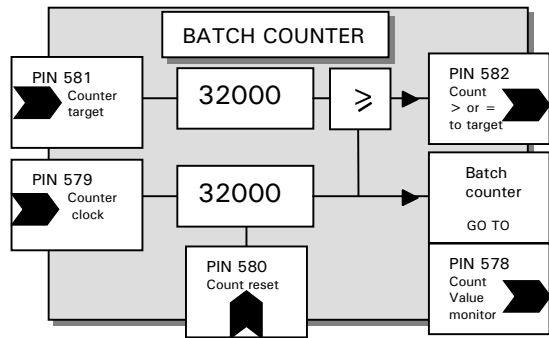 BATCH COUNTER
PIN 581
Counter
target
32000
≥
PIN 582
Count
> or =
to target
PIN 579
Counter
clock
32000
Batch
counter
GO TO
PIN 580
Count reset
PIN 578
Count
Value
monitor